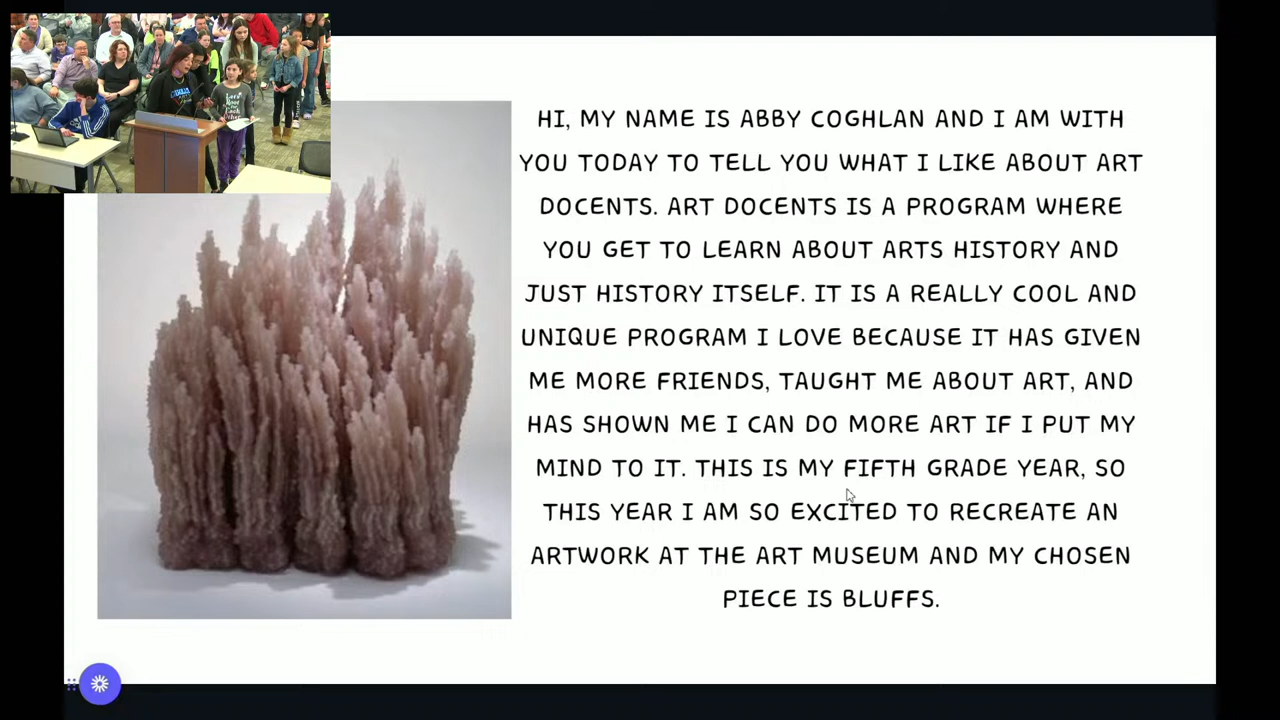 HI, MY NAME IS ABBY COGHLAN AND I AM WITH
YOU TODAY TO TELL YOU WHAT I LIKE ABOUT ART
DOCENTS. ART DOCENTS IS A PROGRAM WHERE
YOU GET TO LEARN ABOUT ARTS HISTORY AND
JUST HISTORY ITSELF. IT IS A REALLY COOL AND
UNIQUE PROGRAM I LOVE BECAUSE IT HAS GIVEN
ME MORE FRIENDS, TAUGHT ME ABOUT ART, AND
HAS SHOWN ME I CAN DO MORE ART IF I PUT MY
MIND TO IT. THIS IS MY FIFTH GRADE YEAR, SO
THIS YEAR I AM SO EXCITED TO RECREATE AN
ARTWORK AT THE ART MUSEUM AND MY CHOSEN
PIECE IS BLUFFS.